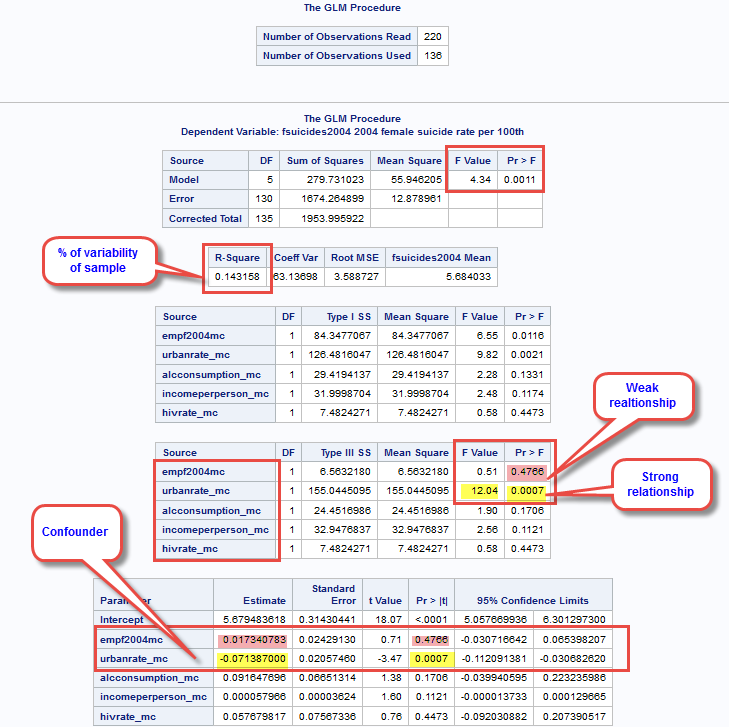 The GLM Procedure
Number of Observations Read 220
Number of Observations Used 136
The GLM Procedure
Dependent Variable: fsuicides2004 2004 female suicide rate per 100th
Source DF Sum of Squares Mean Square F Value Pr > F
Model 5 279.731023 55.946205 4.34 0.0011
Error 130 1674.264899 12.878961
Corrected Total 135 1953.995922
% of variability
of sample
R-Square Coeff Var Root MSE fsuicides2004 Mean
0.143158 63.13698 3.588727 5.684033
Source DF Type I SS Mean Square F Value Pr > F
empf2004mc 1 84.3477067 84.3477067 6.55 0.0116
urbanrate_mc 1 126.4816047 126.4816047 9.82 0.0021
alcconsumption_mc 1 29.4194137 29.4194137 2.28 0.1331
incomeperperson_mc 1 31.9998704 31.9998704 2.48 0.1174
hivrate_mc 1 7.4824271 7.4824271 0.58 0.4473
Weak
realtionship
Source DF Type III SS Mean Square F Value Pr > F
empf2004mc 1 6.5632180 6.5632180 0.51 0.4766
urbanrate_mc 1 155.0445095 155.0445095 12.04 0.0007
alcconsumption_mc 1 24.4516986 24.4516986 1.90 0.1706
incomeperperson_mc 1 32.9476837 32.9476837 2.56 0.1121
hivrate_mc 1 7.4824271 7.4824271 0.58 0.4473
Strong
relationship
Confounder
Parameter Estimate Standard Error t Value Pr > |t| 95% Confidence Limits
Intercept 5.679483618 0.31430441 18.07 <.0001 5.057669936 6.301297300
empf2004mc 0.017340783 0.02429130 0.71 0.4766 -0.030716642 0.065398207
urbanrate_mc -0.071387000 0.02057460 -3.47 0.0007 -0.112091381 -0.030682620
alcconsumption_mc 0.091647696 0.06651314 1.38 0.1706 -0.039940595 0.223235986
incomeperperson_mc 0.000057966 0.00003624 1.60 0.1121 -0.000013733 0.000129665
hivrate_mc 0.057679817 0.07567336 0.76 0.4473 -0.092030882 0.207390517